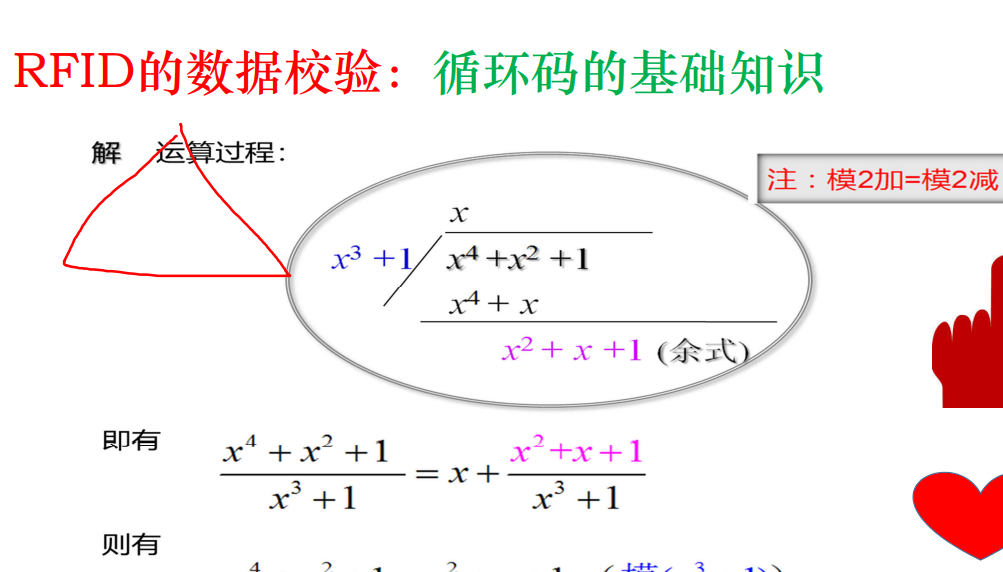 RFID的数据校验：循环码的基础知识
解 运算过程：
注：模2加=模2减
x
x³ +1 x⁴ +x² +1
x⁴ + x
x² + x +1 (余式)
即有
x⁴ + x² +1
x³ +1
= x +
x² +x +1
x³ +1
则有